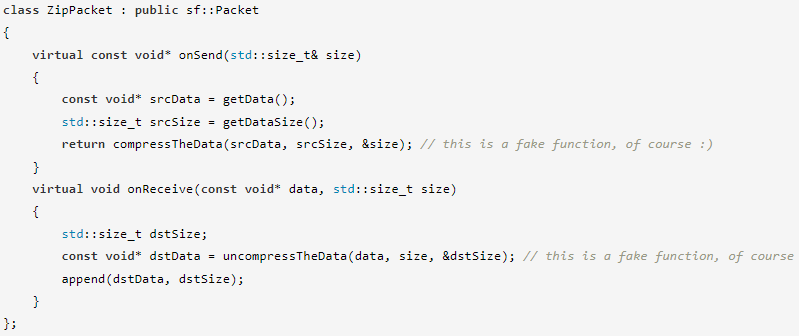 class ZipPacket : public sf::Packet
{
    virtual const void* onSend(std::size_t& size)
    {
        const void* srcData = getData();
        std::size_t srcSize = getDataSize();
        return compressTheData(srcData, srcSize, &size); // this is a fake function, of course :)
    }
    virtual void onReceive(const void* data, std::size_t size)
    {
        std::size_t dstSize;
        const void* dstData = uncompressTheData(data, size, &dstSize); // this is a fake function, of course
        append(dstData, dstSize);
    }
};